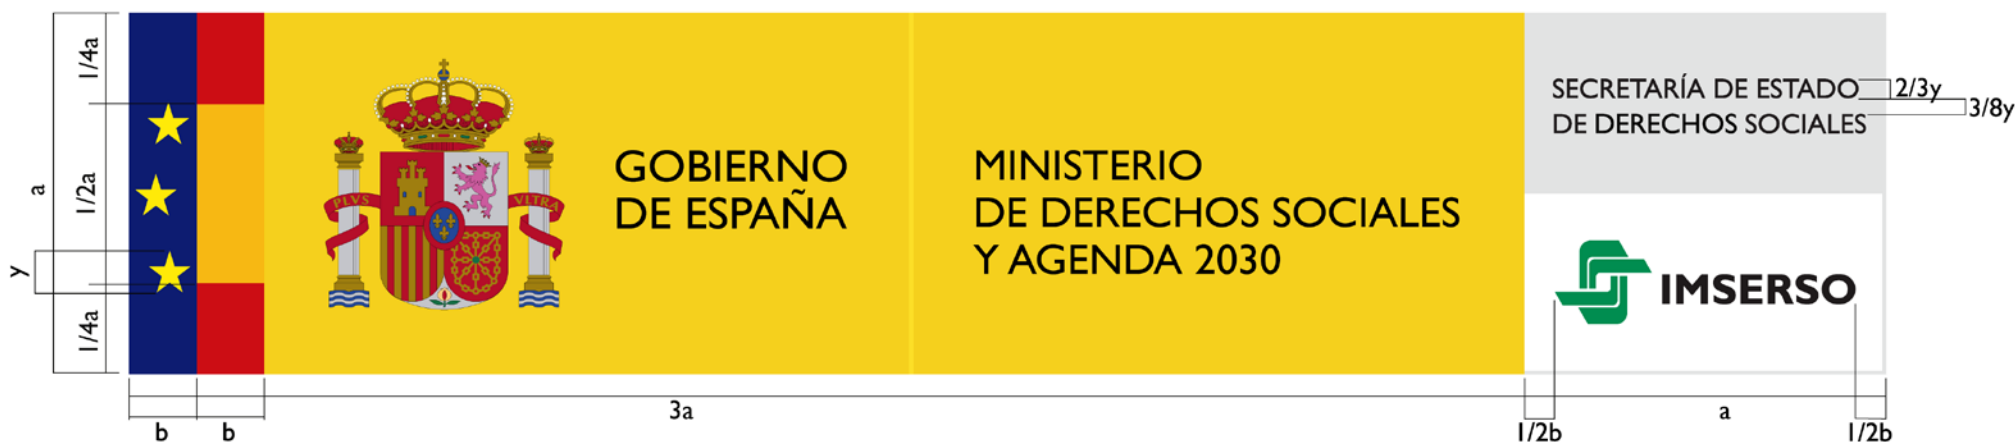 a
1/4a
1/2a
1/4a
y
PLVS VLTRA
GOBIERNO
DE ESPAÑA
MINISTERIO
DE DERECHOS SOCIALES
Y AGENDA 2030
SECRETARÍA DE ESTADO
DE DERECHOS SOCIALES
2/3y
3/8y
IMSERSO
b b
3a
1/2b
a
1/2b